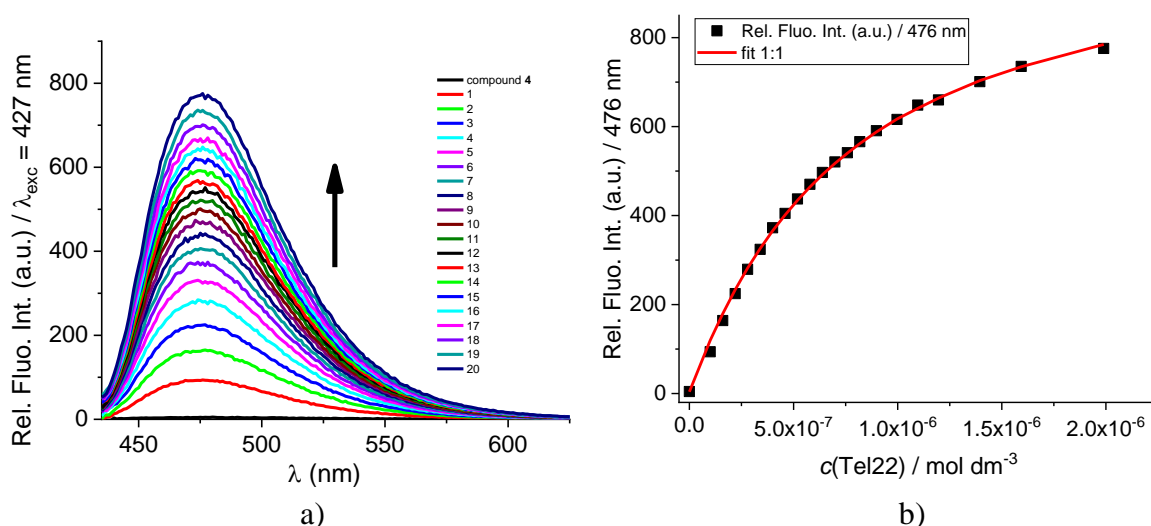 Rel. Fluo. Int. (a.u.) / λexc = 427 nm
800
600
400
200
0
450
500
550
600
λ (nm)
compound 4
1
2
3
4
5
6
7
8
9
10
11
12
13
14
15
16
17
18
19
20
a)
Rel. Fluo. Int. (a.u.) / 476 nm
fit 1:1
Rel. Fluo. Int. (a.u.) / 476 nm
800
600
400
200
0
0.0
5.0x10-7
1.0x10-6
1.5x10-6
2.0x10-6
c(Tel22) / mol dm-3
b)